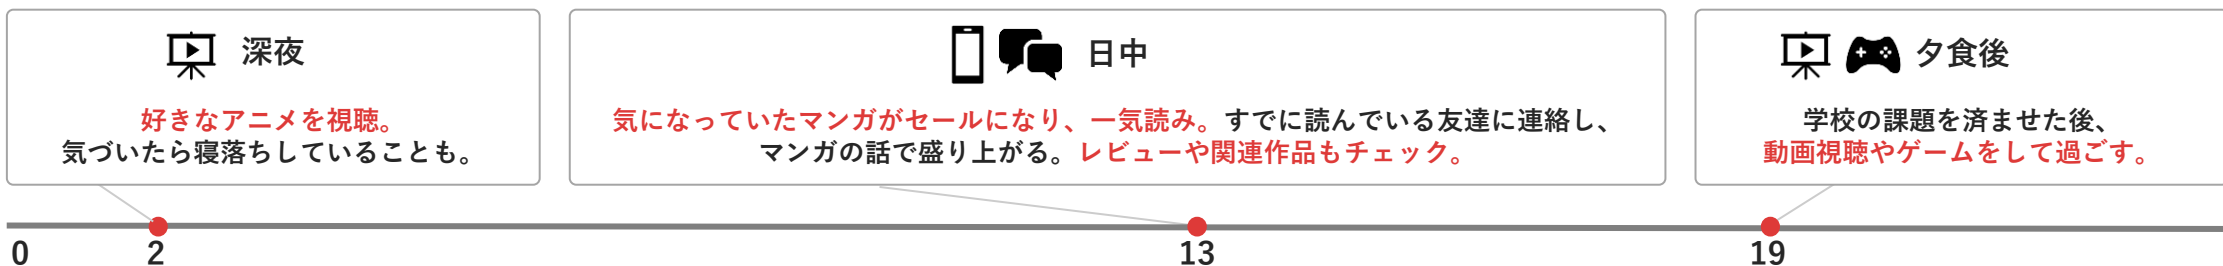 深夜
好きなアニメを視聴。
気づいたら寝落ちしていることも。
日中
気になっていたマンガがセールになり、一気読み。すでに読んでいる友達に連絡し、
マンガの話で盛り上がる。レビューや関連作品もチェック。
夕食後
学校の課題を済ませた後、
動画視聴やゲームをして過ごす。
0
2
13
19